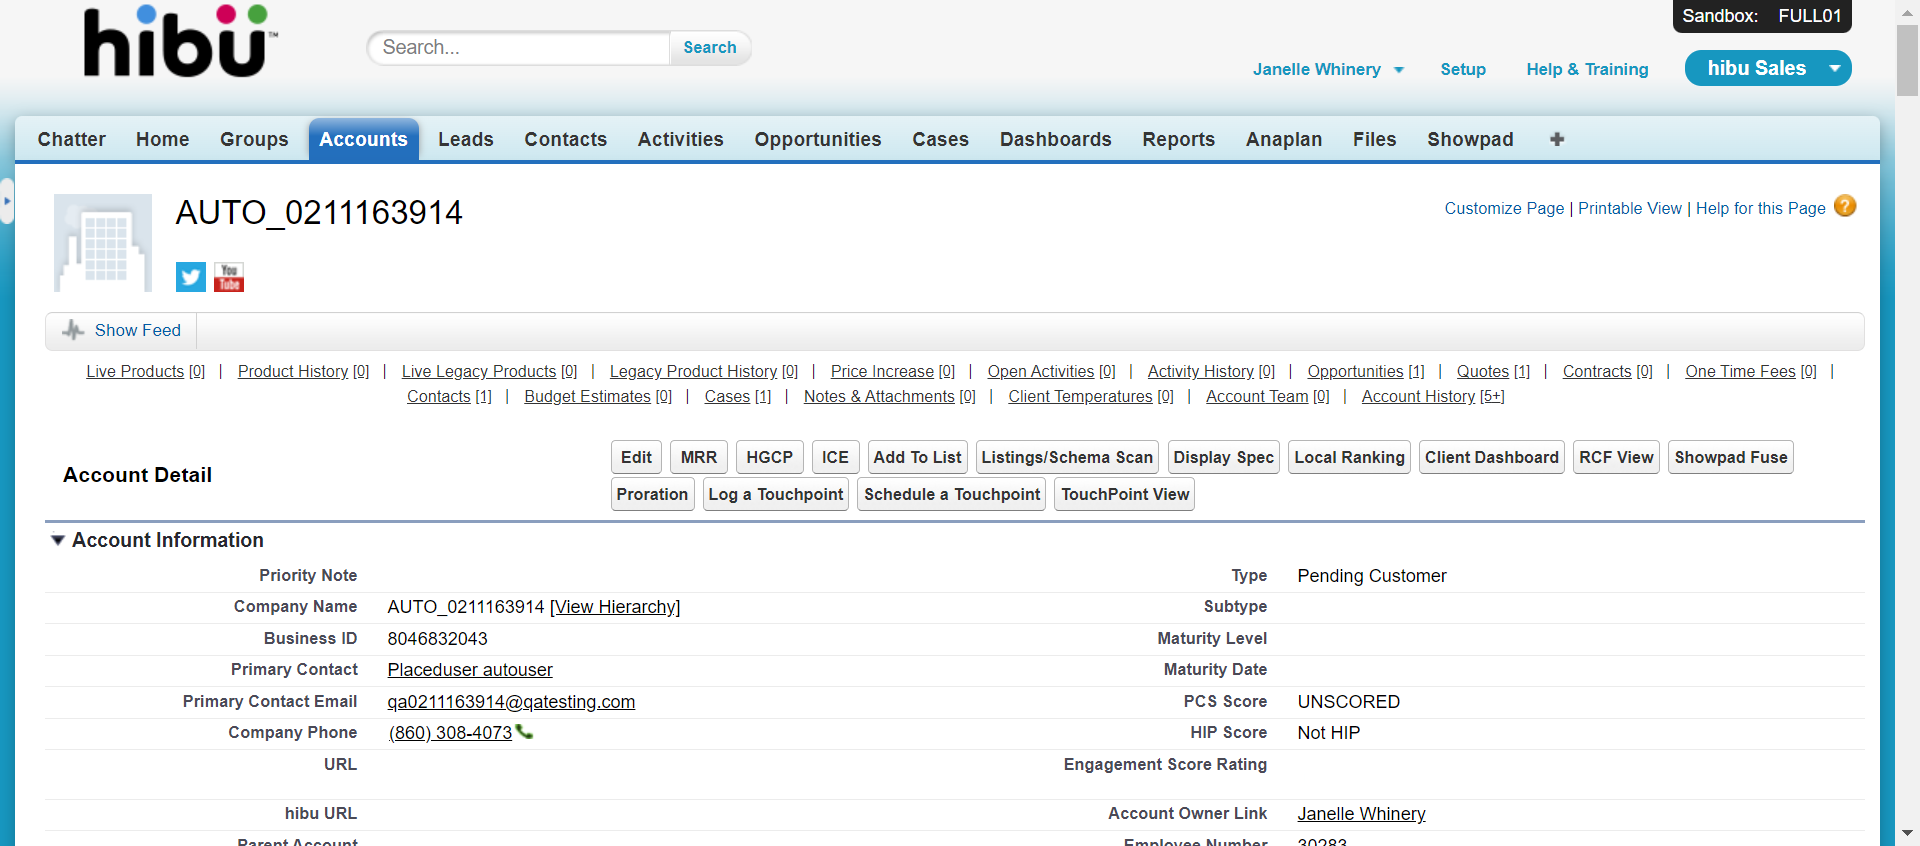 hibü™
Search...
Search
Sandbox: FULL01
Janelle Whinery
Setup
Help & Training
hibu Sales
Chatter Home Groups Accounts Leads Contacts Activities Opportunities Cases Dashboards Reports Anaplan Files Showpad
AUTO_0211163914
Customize Page | Printable View | Help for this Page ?
You Tube
Show Feed
Live Products [0] | Product History [0] | Live Legacy Products [0] | Legacy Product History [0] | Price Increase [0] | Open Activities [0] | Activity History [0] | Opportunities [1] | Quotes [1] | Contracts [0] | One Time Fees [0] |
Contacts [1] | Budget Estimates [0] | Cases [1] | Notes & Attachments [0] | Client Temperatures [0] | Account Team [0] | Account History [5+]
Account Detail
Edit MRR HGCP ICE Add To List Listings/Schema Scan Display Spec Local Ranking Client Dashboard RCF View Showpad Fuse
Proration Log a Touchpoint Schedule a Touchpoint TouchPoint View
Account Information
Priority Note
Type Pending Customer
Company Name AUTO_0211163914 [View Hierarchy]
Subtype
Business ID 8046832043
Maturity Level
Primary Contact Placeduser autouser
Maturity Date
Primary Contact Email qa0211163914@qatesting.com
PCS Score UNSCORED
Company Phone (860) 308-4073
HIP Score Not HIP
URL
Engagement Score Rating
hibu URL
Account Owner Link Janelle Whinery
Parent Account
Employee Number 30283